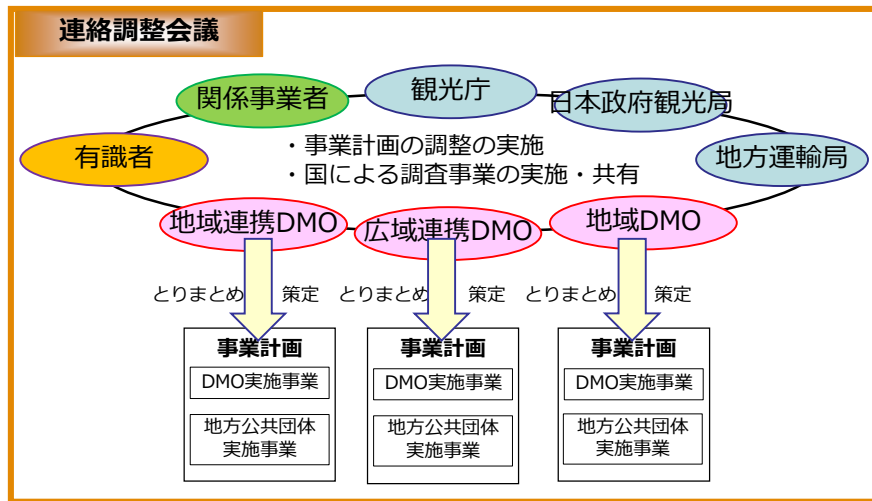 連絡調整会議
関係事業者
観光庁
日本政府観光局
有識者
地方運輸局
・事業計画の調整の実施
・国による調査事業の実施・共有
地域連携DMO
広域連携DMO
地域DMO
とりまとめ 策定
とりまとめ 策定
とりまとめ 策定
事業計画
DMO実施事業
地方公共団体
実施事業
事業計画
DMO実施事業
地方公共団体
実施事業
事業計画
DMO実施事業
地方公共団体
実施事業